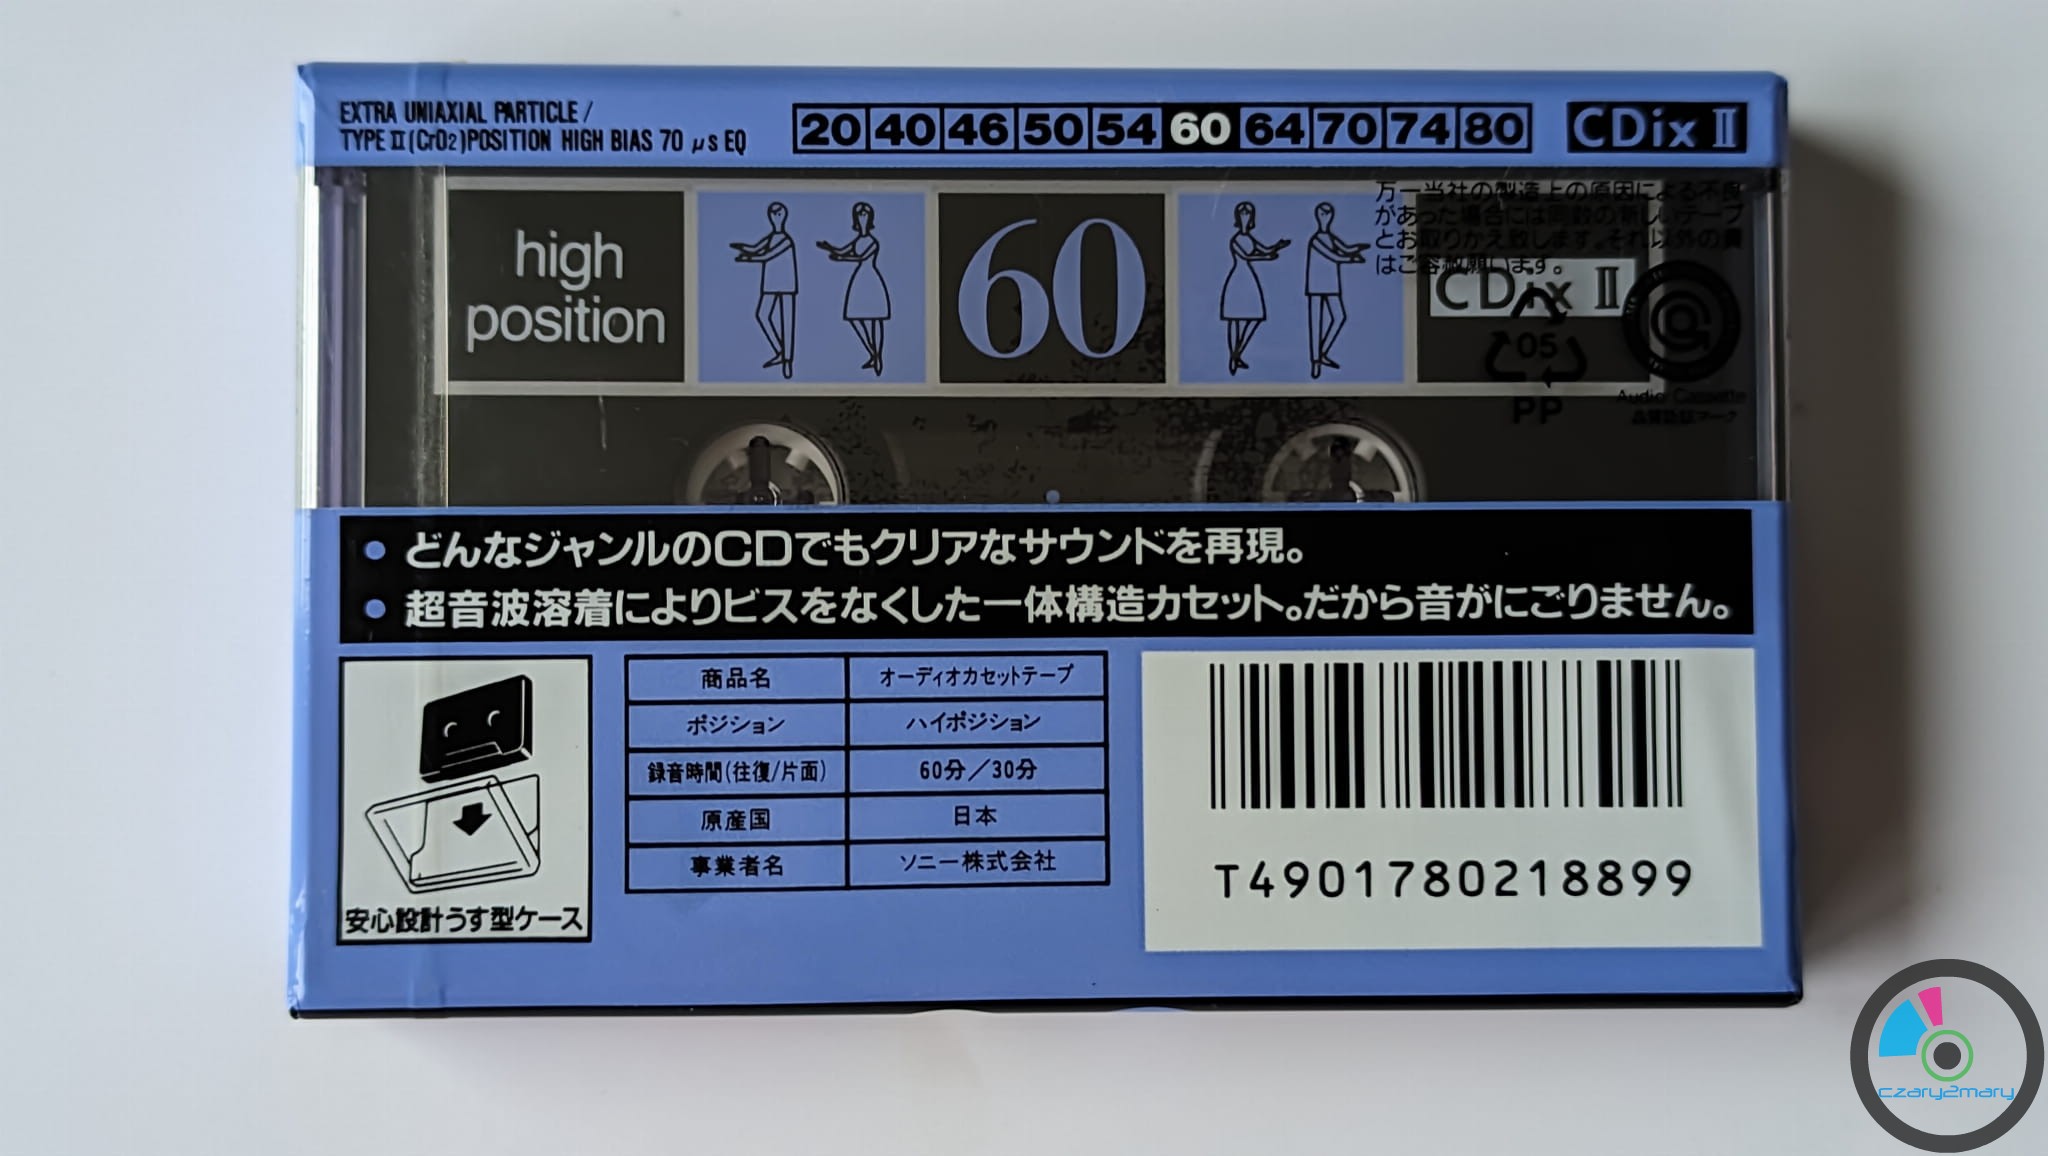 EXTRA UNIAXIAL PARTICLE/
TYPE Ⅱ(CrO2)POSITION HIGH BIAS 70 μs EQ
20 40 46 50 54 60 64 70 74 80
CDix Ⅱ
high
position
60
CDix Ⅱ
万一当社の製造上の原因による不良
があった場合には同数の新しいテープ
とお取りかえ致します。それ以外の責
はご容赦願います。
05
PP
Audio Cassette
品質認証マーク
● どんなジャンルのCDでもクリアなサウンドを再現。
● 超音波溶着によりビスをなくした一体構造カセット。だから音がにごりません。
安心設計うす型ケース
商品名 オーディオカセットテープ
ポジション ハイポジション
録音時間(往復/片面) 60分/30分
原産国 日本
事業者名 ソニー株式会社
T4901780218899
czary2mary